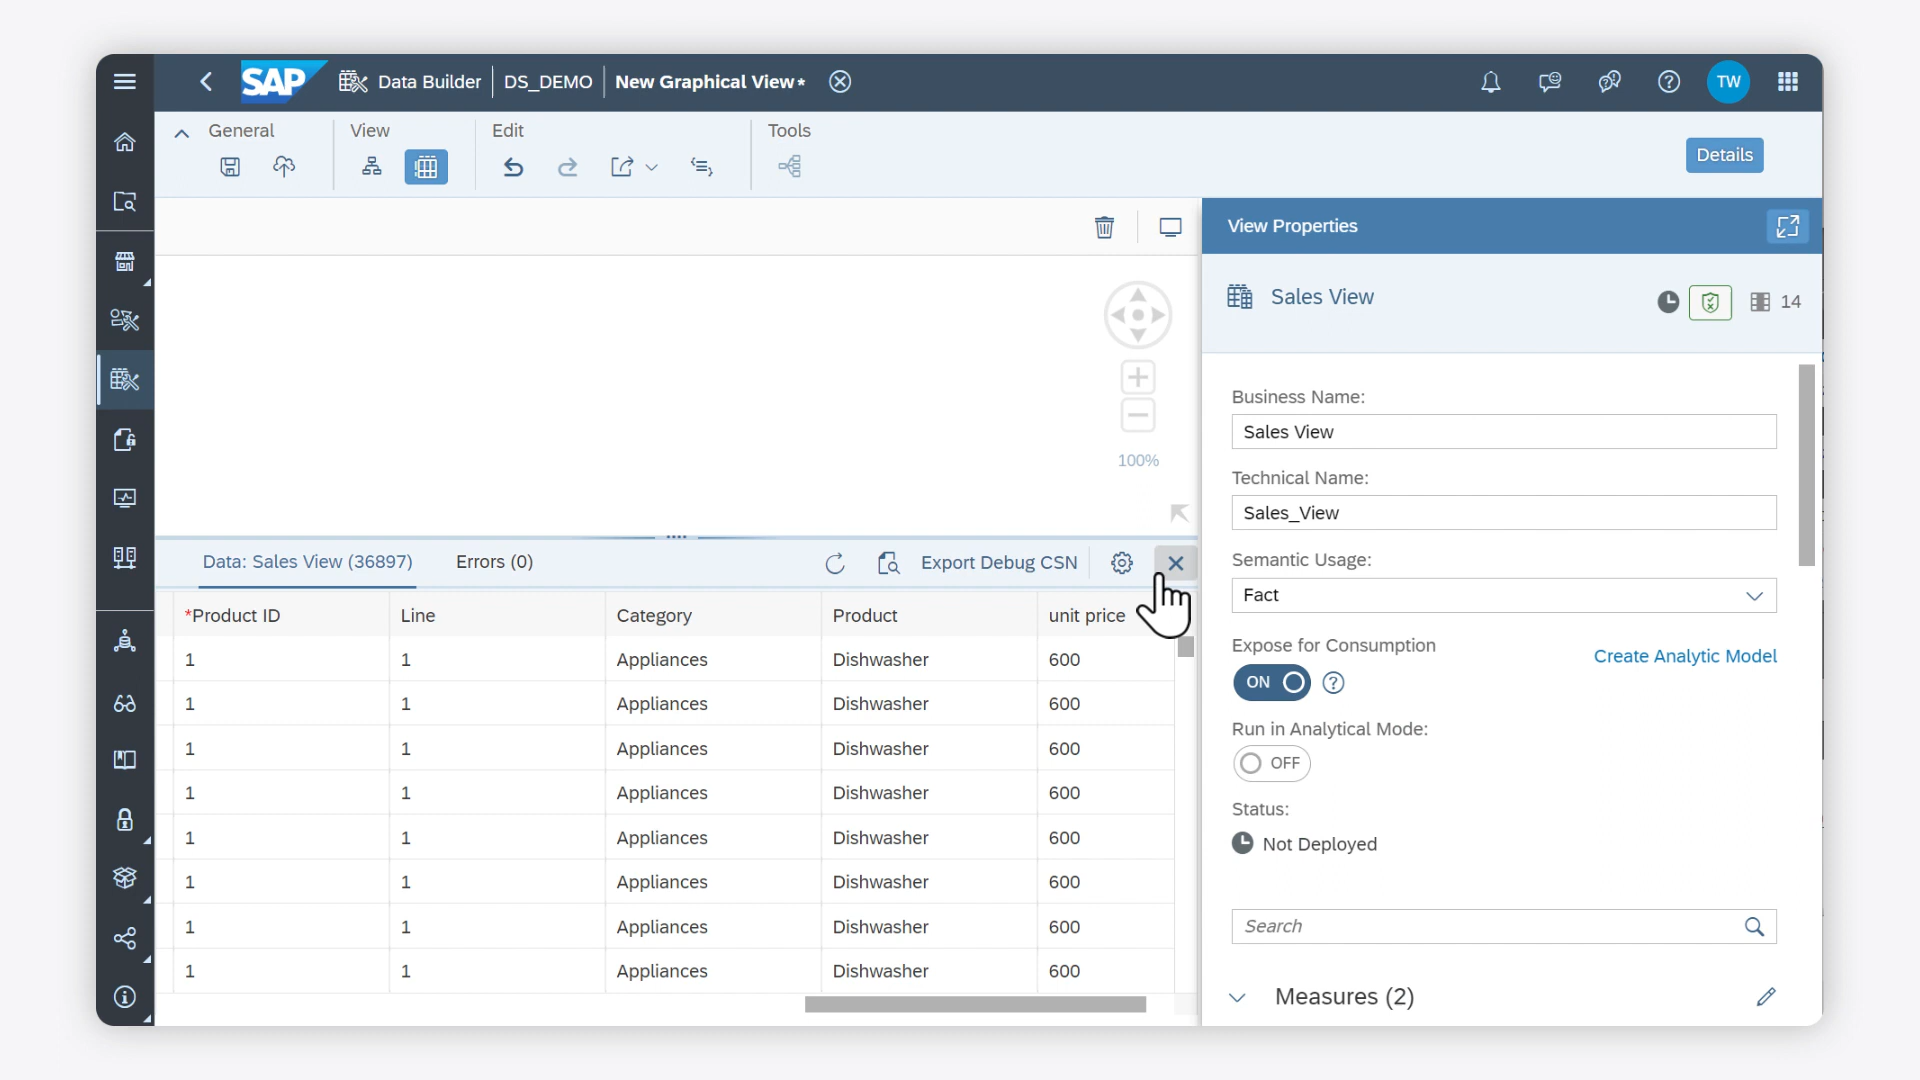 SAP Data Builder DS_DEMO New Graphical View* TW
General View Edit Tools
Details
View Properties
Sales View 14
100%
Business Name:
Sales View
Technical Name:
Sales_View
Semantic Usage:
Fact
Expose for Consumption
Create Analytic Model
ON
Run in Analytical Mode:
OFF
Status:
Not Deployed
Search
Measures (2)
Data: Sales View (36897) Errors (0) Export Debug CSN
*Product ID Line Category Product unit price
1 1 Appliances Dishwasher 600
1 1 Appliances Dishwasher 600
1 1 Appliances Dishwasher 600
1 1 Appliances Dishwasher 600
1 1 Appliances Dishwasher 600
1 1 Appliances Dishwasher 600
1 1 Appliances Dishwasher 600
1 1 Appliances Dishwasher 600